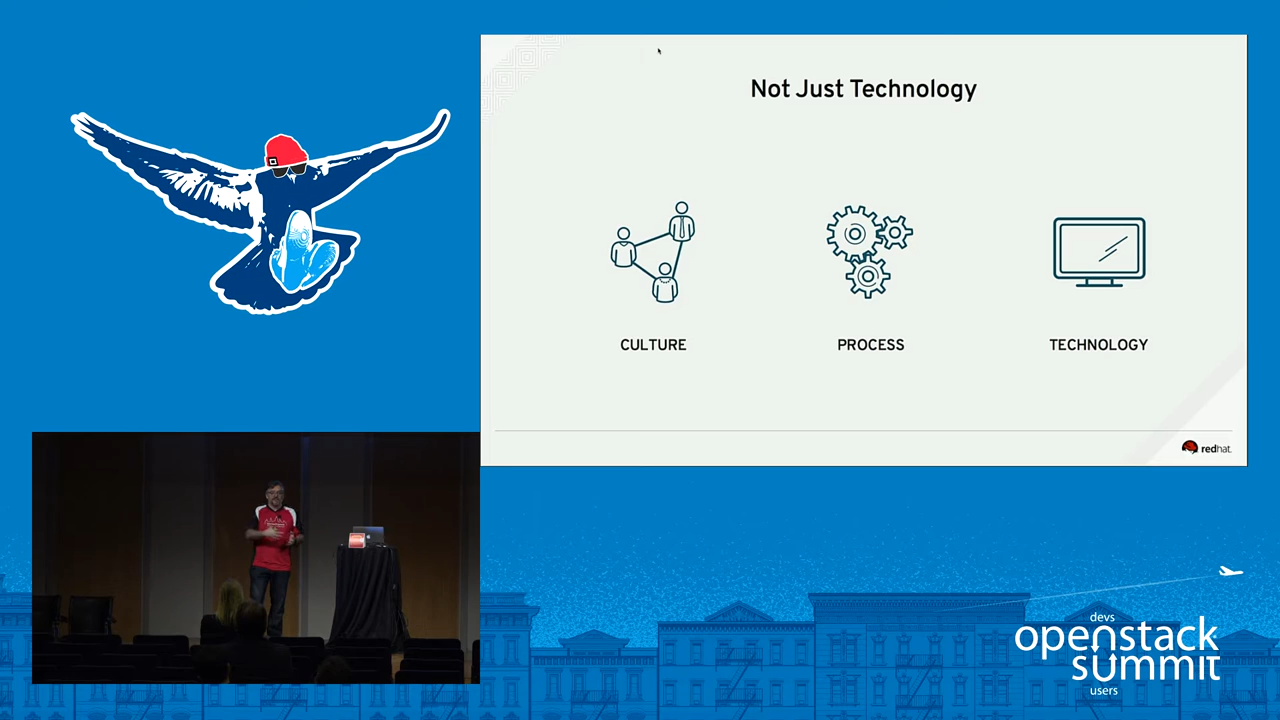 Not Just Technology
CULTURE
PROCESS
TECHNOLOGY
redhat.
devs
openstack
summit
users